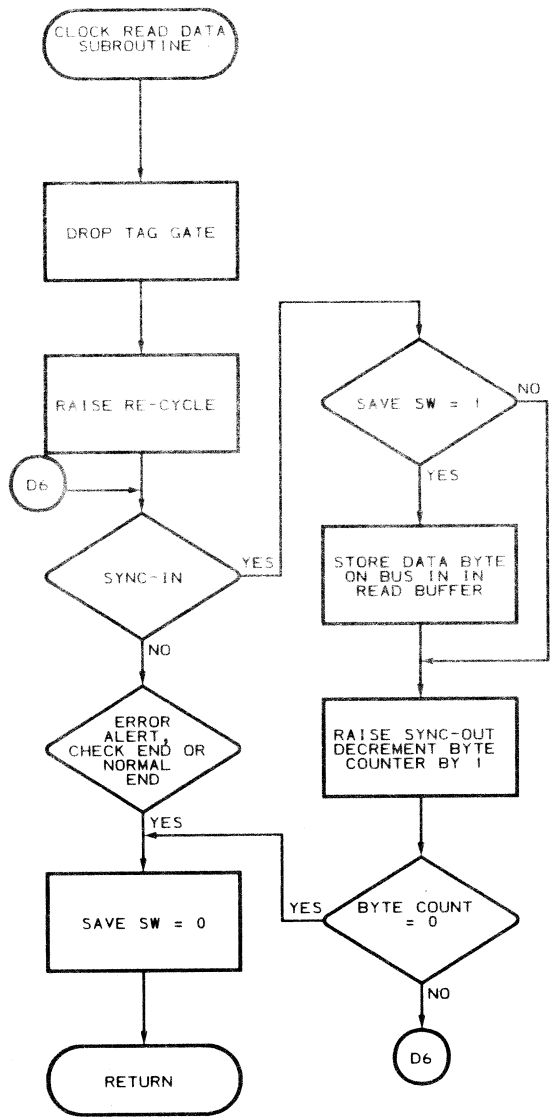 CLOCK READ DATA
SUBROUTINE
DROP TAG GATE
RAISE RE-CYCLE
D6
SYNC-IN
YES
NO
ERROR
ALERT,
CHECK END OR
NORMAL
END
YES
SAVE SW = 0
RETURN
SAVE SW = 1
NO
YES
STORE DATA BYTE
ON BUS IN IN
READ BUFFER
RAISE SYNC-OUT
DECREMENT BYTE
COUNTER BY 1
BYTE COUNT
= 0
YES
NO
D6